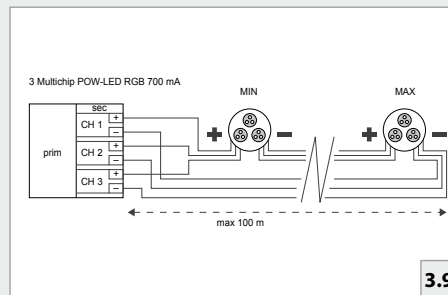 3 Multichip POW-LED RGB 700 mA
MIN
MAX
sec
prim
CH 1
+
–
CH 2
+
–
CH 3
+
–
+
–
+
–
max 100 m
3.9